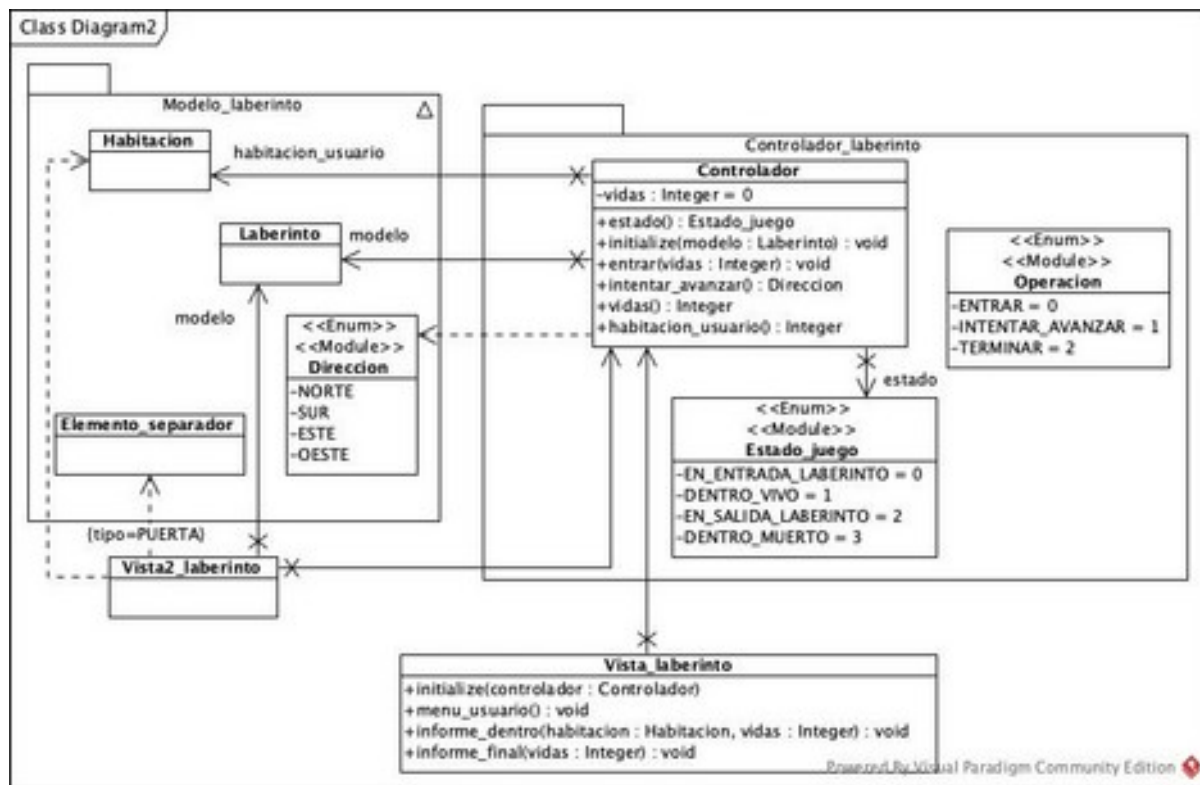 Class Diagram2
Modelo_laberinto
Habitacion
habitacion_usuario
Laberinto
modelo
modelo
<<Enum>>
<<Module>>
Direccion
-NORTE
-SUR
-ESTE
-OESTE
Elemento_separador
{tipo=PUERTA}
Vista2_laberinto
Controlador_laberinto
Controlador
-vidas : Integer = 0
+estado() : Estado_juego
+initialize(modelo : Laberinto) : void
+entrar(vidas : Integer) : void
+intentar_avanzar() : Direccion
+vidas() : Integer
+habitacion_usuario() : Integer
<<Enum>>
<<Module>>
Operacion
-ENTRAR = 0
-INTENTAR_AVANZAR = 1
-TERMINAR = 2
estado
<<Enum>>
<<Module>>
Estado_juego
-EN_ENTRADA_LABERINTO = 0
-DENTRO_VIVO = 1
-EN_SALIDA_LABERINTO = 2
-DENTRO_MUERTO = 3
Vista_laberinto
+initialize(controlador : Controlador)
+menu_usuario() : void
+informe_dentro(habitacion : Habitacion, vidas : Integer) : void
+informe_final(vidas : Integer) : void
Powered By Visual Paradigm Community Edition